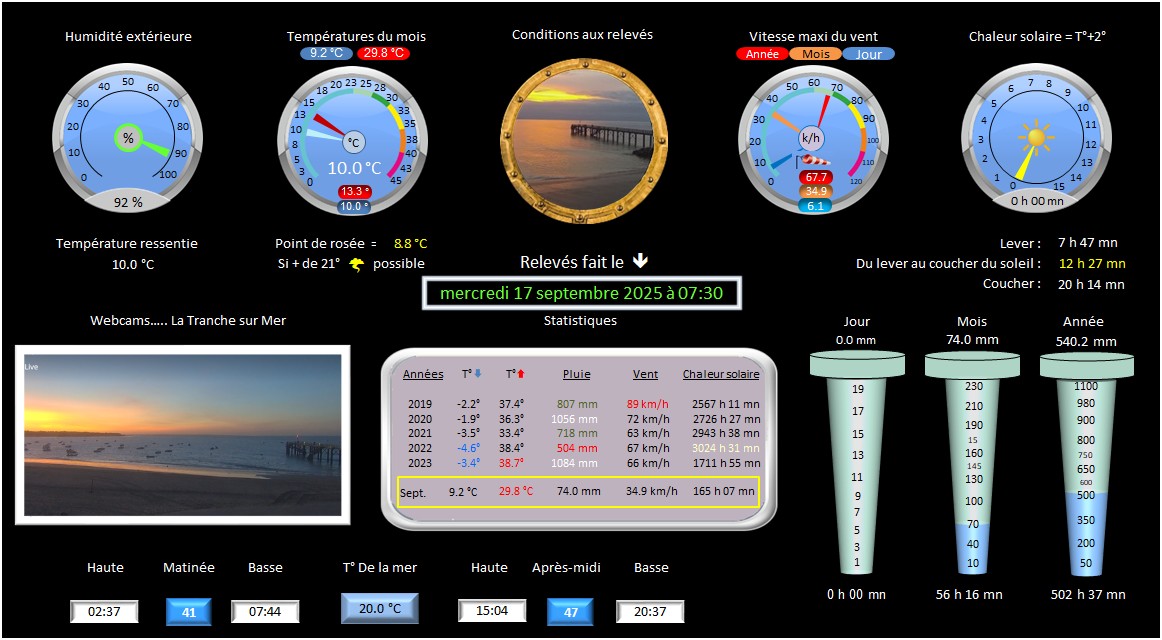 Humidité extérieure
Températures du mois
9.2 °C 29.8 °C
Conditions aux relevés
Vitesse maxi du vent
Année Mois Jour
Chaleur solaire = T°+2°
0 10 20 30 40 50 60 70 80 90 100
%
92 %
0 3 5 8 10 13 15 18 20 23 25 28 30 33 35 38 40 43 45
°C
10.0 °C
13.3 °
10.0 °
0 10 20 30 40 50 60 70 80 90 100 110 120
k/h
67.7
34.9
6.1
0 1 2 3 4 5 6 7 8 9 10 11 12 13 14 15
0 h 00 mn
Température ressentie
10.0 °C
Point de rosée = 8.8 °C
Si + de 21° possible
Relevés fait le
mercredi 17 septembre 2025 à 07:30
Lever : 7 h 47 mn
Du lever au coucher du soleil : 12 h 27 mn
Coucher : 20 h 14 mn
Webcams..... La Tranche sur Mer
Live
Statistiques
Années T° T° Pluie Vent Chaleur solaire
2019 -2.2° 37.4° 807 mm 89 km/h 2567 h 11 mn
2020 -1.9° 36.3° 1056 mm 72 km/h 2726 h 27 mn
2021 -3.5° 33.4° 718 mm 63 km/h 2943 h 38 mn
2022 -4.6° 38.4° 504 mm 67 km/h 3024 h 31 mn
2023 -3.4° 38.7° 1084 mm 66 km/h 1711 h 55 mn
Sept. 9.2 °C 29.8 °C 74.0 mm 34.9 km/h 165 h 07 mn
Jour
0.0 mm
19
17
15
13
11
9
7
5
3
1
0 h 00 mn
Mois
74.0 mm
230
210
190
15
160
145
130
100
70
40
10
56 h 16 mn
Année
540.2 mm
1100
980
900
800
750
650
600
500
350
200
50
502 h 37 mn
Haute Matinée Basse T° De la mer Haute Après-midi Basse
02:37 41 07:44 20.0 °C 15:04 47 20:37